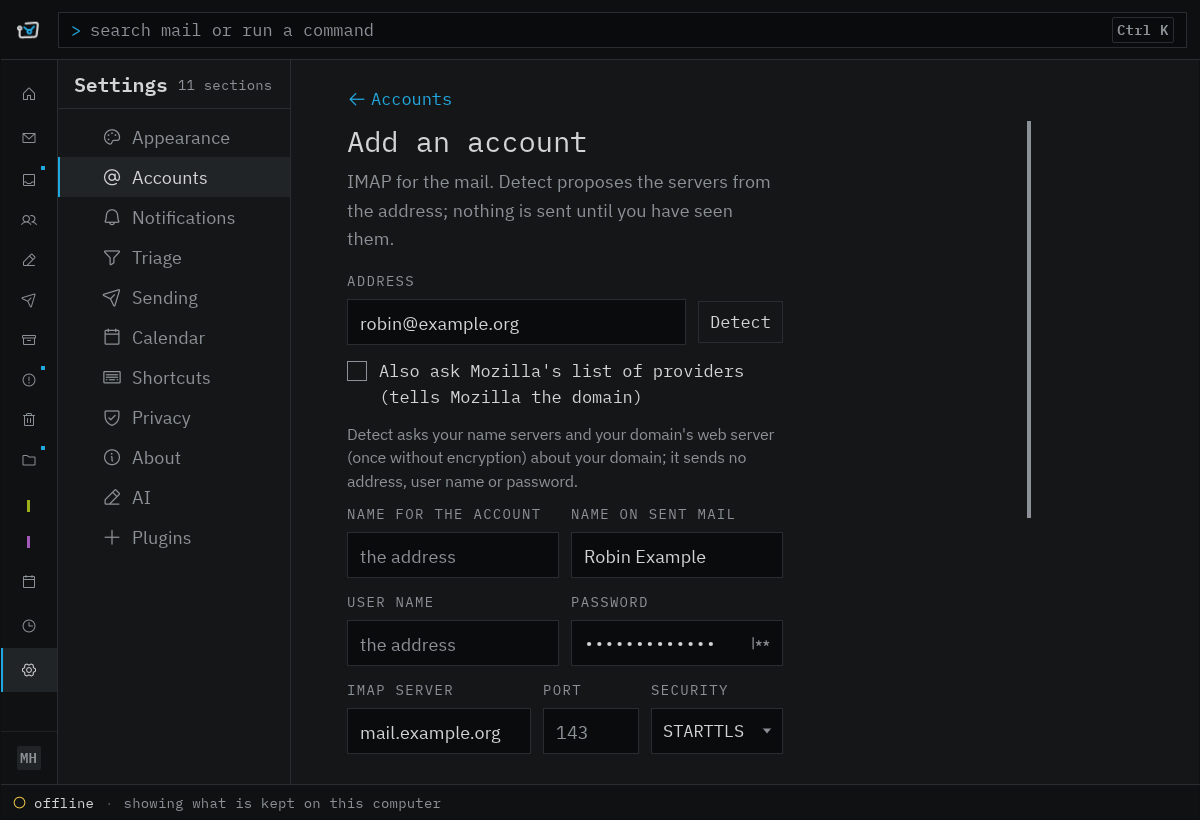 > search mail or run a command
Ctrl K
Settings 11 sections
Appearance
Accounts
Notifications
Triage
Sending
Calendar
Shortcuts
Privacy
About
AI
Plugins
MH
← Accounts
Add an account
IMAP for the mail. Detect proposes the servers from
the address; nothing is sent until you have seen
them.
ADDRESS
robin@example.org
Detect
Also ask Mozilla's list of providers
(tells Mozilla the domain)
Detect asks your name servers and your domain's web server
(once without encryption) about your domain; it sends no
address, user name or password.
NAME FOR THE ACCOUNT NAME ON SENT MAIL
the address Robin Example
USER NAME PASSWORD
the address ••••••••••••• |**
IMAP SERVER PORT SECURITY
mail.example.org 143 STARTTLS
offline · showing what is kept on this computer